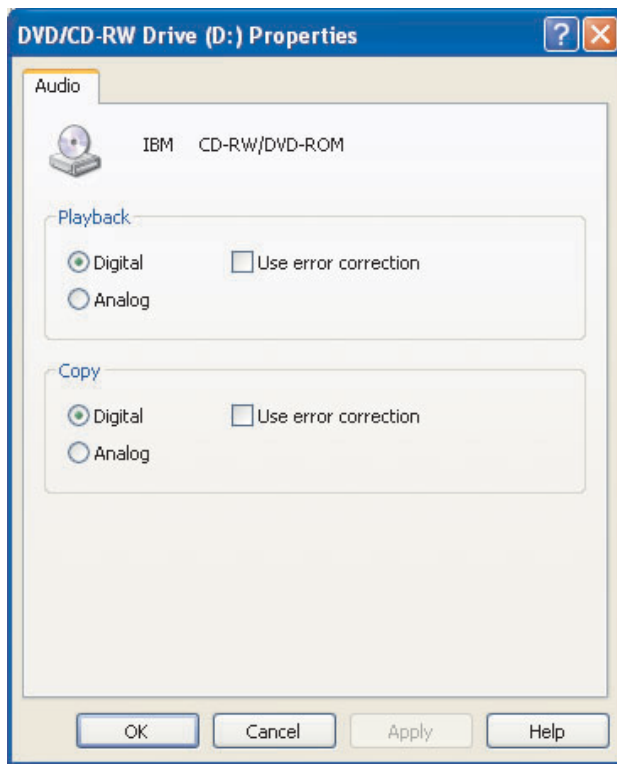 DVD/CD-RW Drive (D:) Properties
Audio
IBM CD-RW/DVD-ROM
Playback
Digital Use error correction
Analog
Copy
Digital Use error correction
Analog
OK Cancel Apply Help